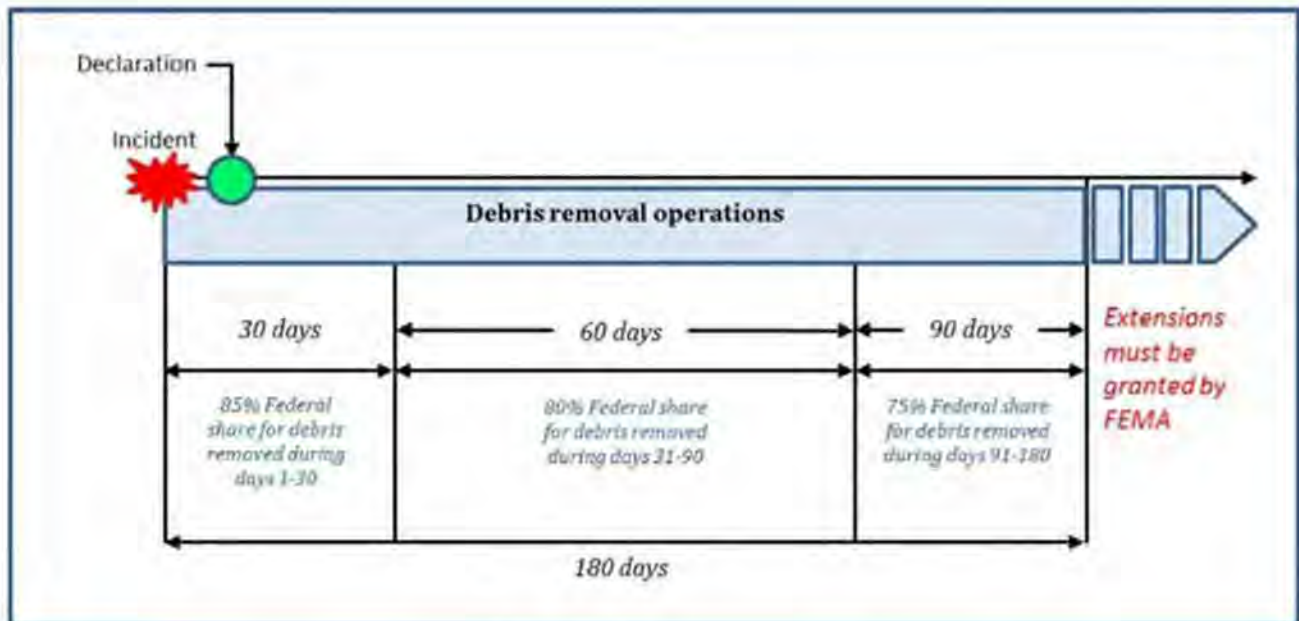 Declaration
Incident
Debris removal operations
30 days
60 days
90 days
Extensions
must be
granted by
FEMA
85% Federal
share for debris
removed during
days 1-30
80% Federal share
for debris removed
during days 31-90
75% Federal share
for debris removed
during days 91-180
180 days